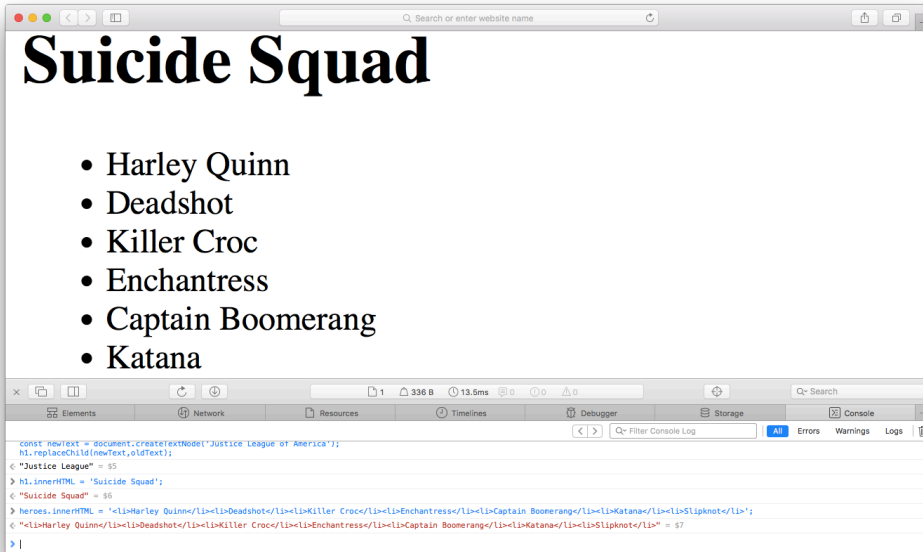 Search or enter website name
Suicide Squad
• Harley Quinn
• Deadshot
• Killer Croc
• Enchantress
• Captain Boomerang
• Katana
1 336 B 13.5ms 0 0 0 Search
Elements Network Resources Timelines Debugger Storage Console
Filter Console Log All Errors Warnings Logs
const newText = document.createTextNode('Justice League of America');
h1.replaceChild(newText,oldText);
"Justice League" = $5
h1.innerHTML = 'Suicide Squad';
"Suicide Squad" = $6
heroes.innerHTML = '<li>Harley Quinn</li><li>Deadshot</li><li>Killer Croc</li><li>Enchantress</li><li>Captain Boomerang</li><li>Katana</li><li>Slipknot</li>';
"<li>Harley Quinn</li><li>Deadshot</li><li>Killer Croc</li><li>Enchantress</li><li>Captain Boomerang</li><li>Katana</li><li>Slipknot</li>" = $7